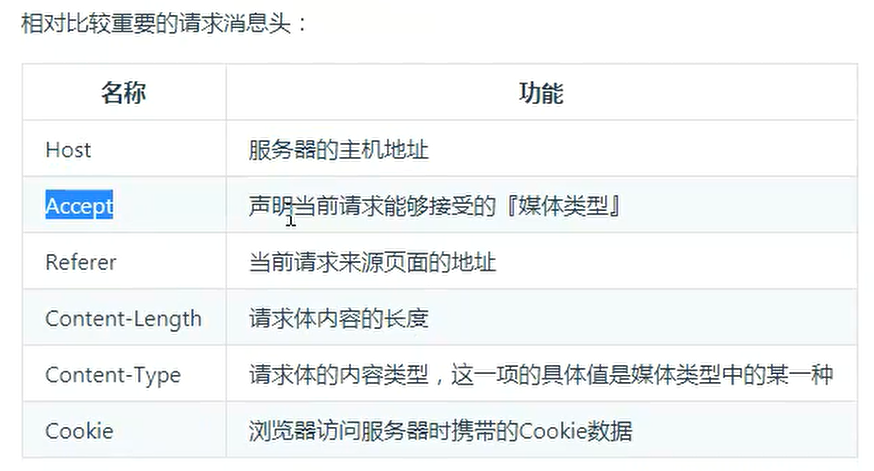 相对比较重要的请求消息头：
名称 功能
Host 服务器的主机地址
Accept 声明当前请求能够接受的『媒体类型』
Referer 当前请求来源页面的地址
Content-Length 请求体内容的长度
Content-Type 请求体的内容类型，这一项的具体值是媒体类型中的某一种
Cookie 浏览器访问服务器时携带的Cookie数据